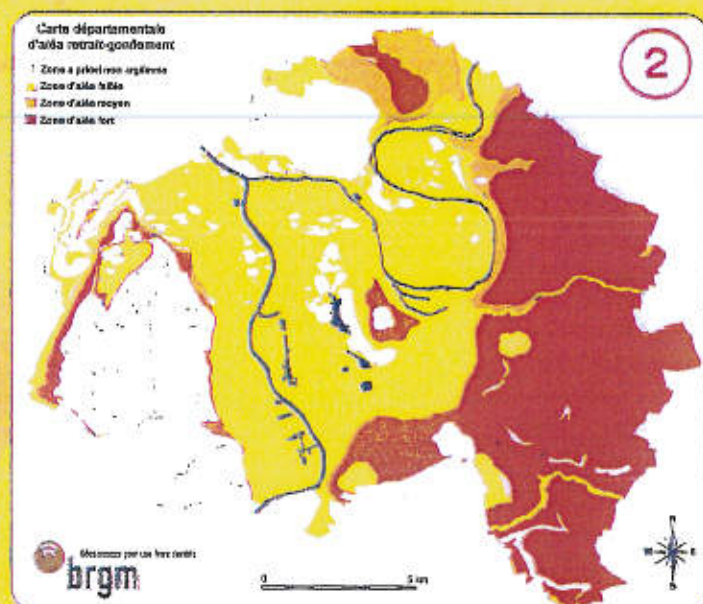 Carte départementale
d'aléa retrait-gonflement
Zone a priori non argileuse
Zone d'aléa faible
Zone d'aléa moyen
Zone d'aléa fort
2
brgm
0 5 km
N
S